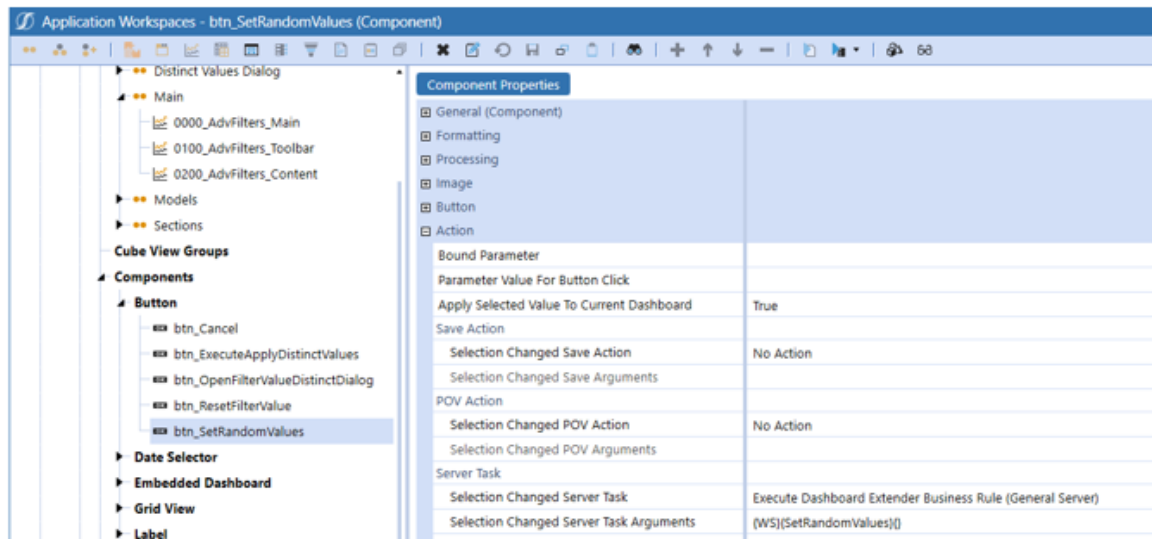 Application Workspaces - btn_SetRandomValues (Component)
Distinct Values Dialog
Main
0000_AdvFilters_Main
0100_AdvFilters_Toolbar
0200_AdvFilters_Content
Models
Sections
Cube View Groups
Components
Button
btn_Cancel
btn_ExecuteApplyDistinctValues
btn_OpenFilterValueDistinctDialog
btn_ResetFilterValue
btn_SetRandomValues
Date Selector
Embedded Dashboard
Grid View
Label
Component Properties
General (Component)
Formatting
Processing
Image
Button
Action
Bound Parameter
Parameter Value For Button Click
Apply Selected Value To Current Dashboard True
Save Action
Selection Changed Save Action No Action
Selection Changed Save Arguments
POV Action
Selection Changed POV Action No Action
Selection Changed POV Arguments
Server Task
Selection Changed Server Task Execute Dashboard Extender Business Rule (General Server)
Selection Changed Server Task Arguments {WS}{SetRandomValues}{}